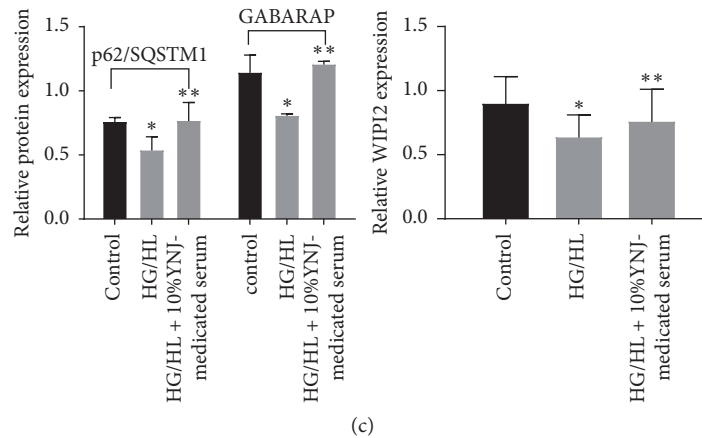 Relative protein expression
1.5
1.0
0.5
0.0
p62/SQSTM1
GABARAP
*
**
*
**
Control
HG/HL
HG/HL + 10%YNJ-
medicated serum
control
HG/HL
HG/HL + 10%YNJ-
medicated serum
Relative WIPI2 expression
1.5
1.0
0.5
0.0
*
**
Control
HG/HL
HG/HL + 10%YNJ-
medicated serum
(c)